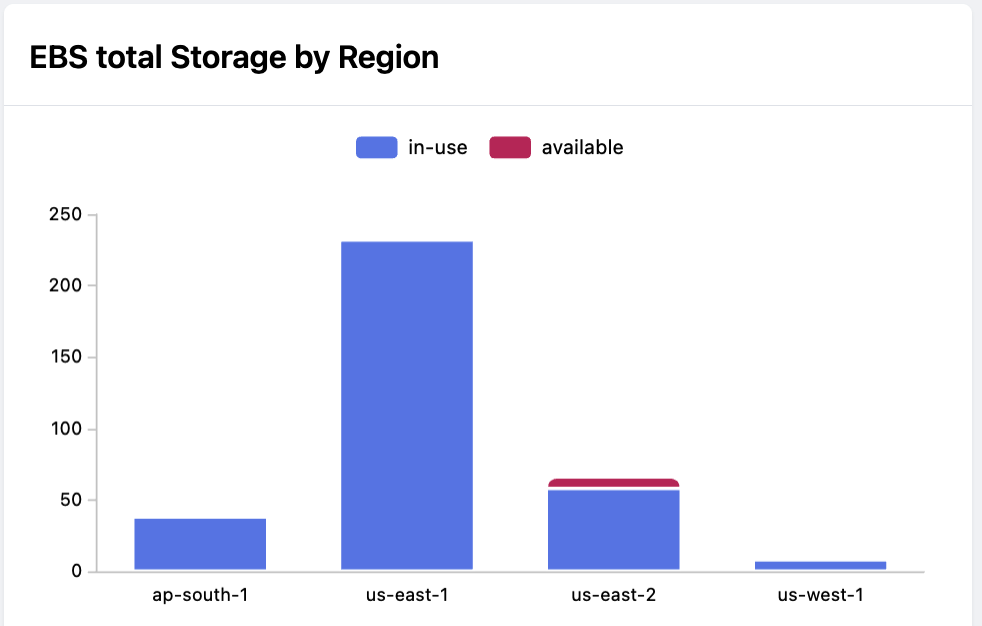 EBS total Storage by Region
in-use available
250
200
150
100
50
0
ap-south-1 us-east-1 us-east-2 us-west-1